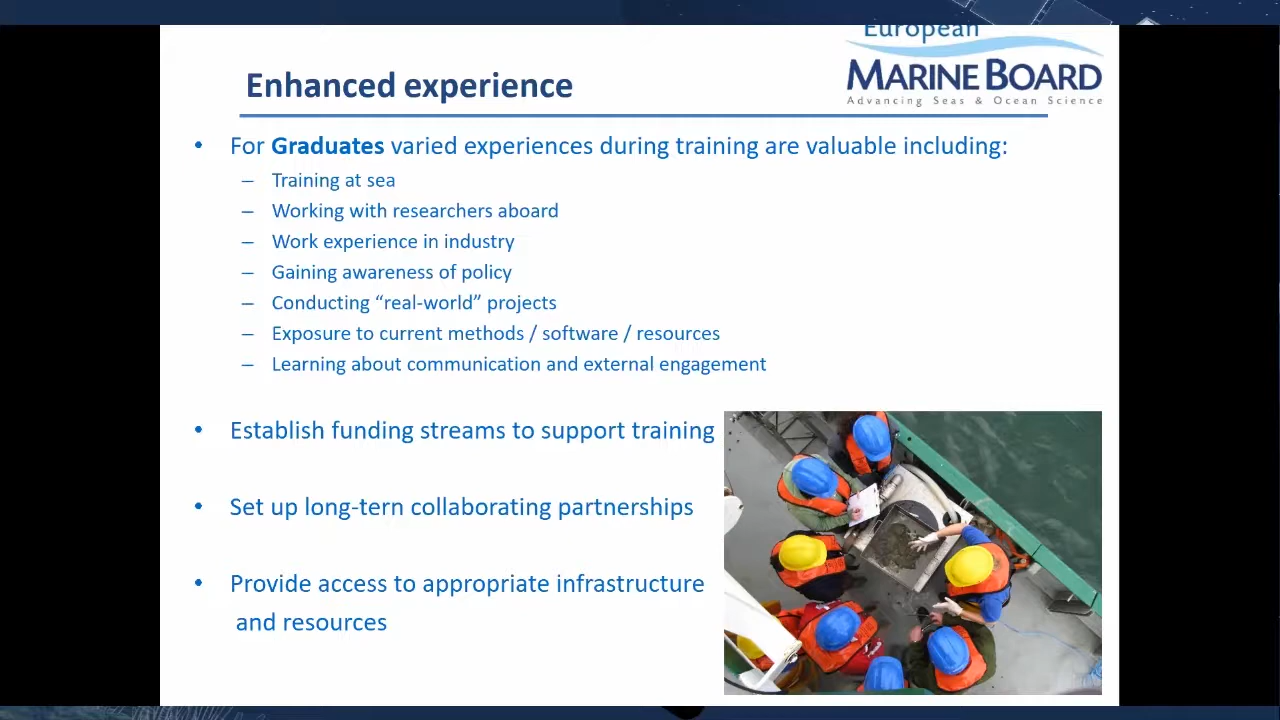 European
MARINE BOARD
Advancing Seas & Ocean Science
Enhanced experience
• For Graduates varied experiences during training are valuable including:
– Training at sea
– Working with researchers aboard
– Work experience in industry
– Gaining awareness of policy
– Conducting “real-world” projects
– Exposure to current methods / software / resources
– Learning about communication and external engagement
• Establish funding streams to support training
• Set up long-tern collaborating partnerships
• Provide access to appropriate infrastructure
and resources